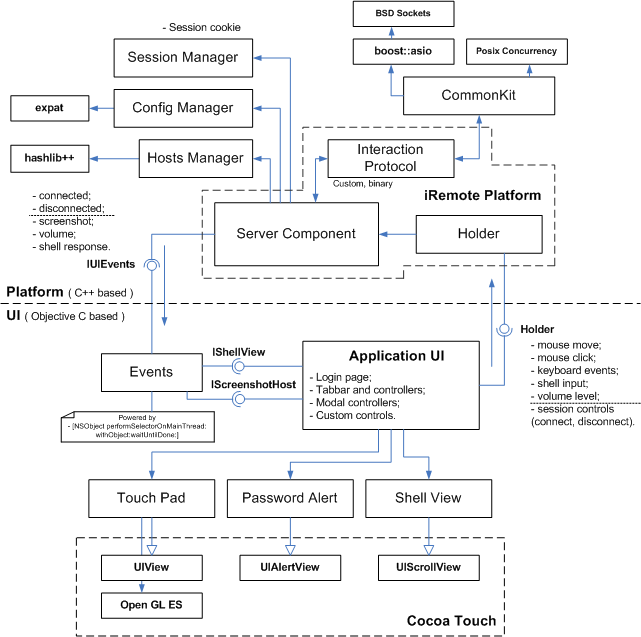 BSD Sockets
- Session cookie
Session Manager
boost::asio
Posix Concurrency
expat
Config Manager
CommonKit
hashlib++
Hosts Manager
Interaction
Protocol
Custom, binary
iRemote Platform
- connected;
- disconnected;
- screenshot;
- volume;
- shell response.
Server Component
Holder
IUIEvents
Platform ( C++ based )
UI ( Objective C based )
Holder
- mouse move;
- mouse click;
- keyboard events;
- shell input;
- volume level;
- session controls
(connect, disconnect).
Events
IShellView
IScreenshotHost
Application UI
- Login page;
- Tabbar and controllers;
- Modal controllers;
- Custom controls.
Powered by
- [NSObject performSelectorOnMainThread:
withObject:waitUntilDone:]
Touch Pad
Password Alert
Shell View
UIView
UIAlertView
UIScrollView
Open GL ES
Cocoa Touch